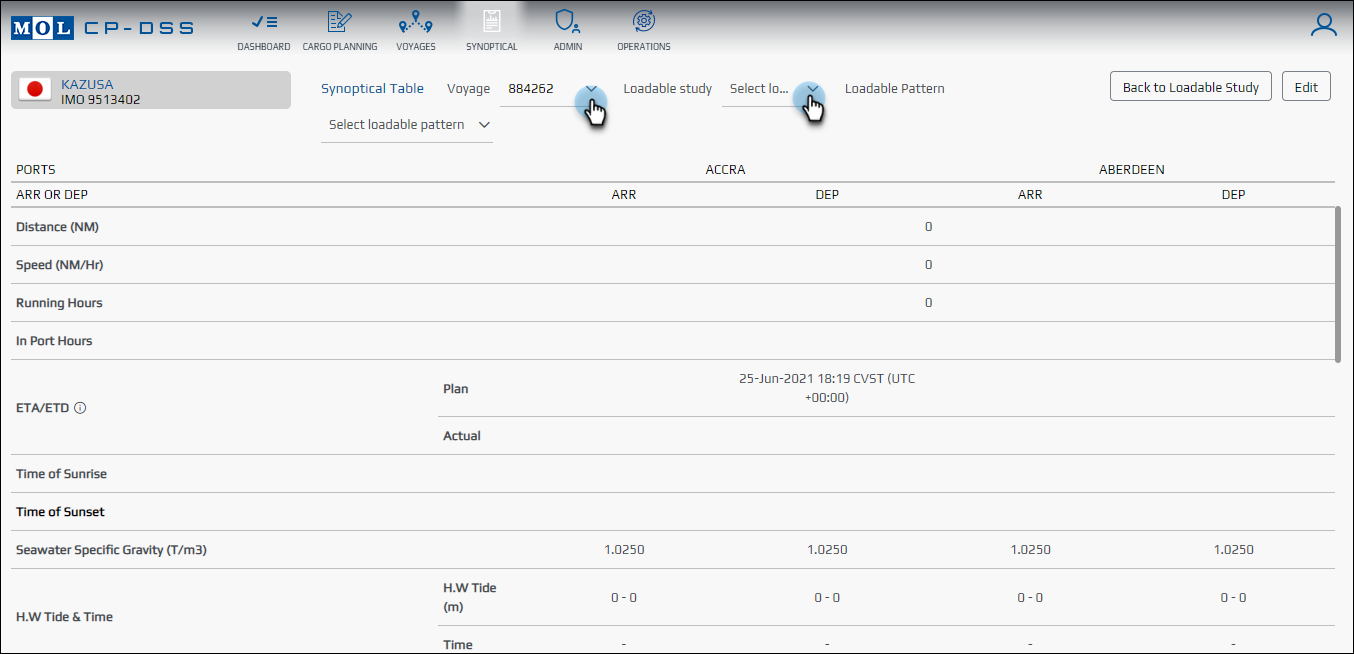 MOL CP-DSS
DASHBOARD CARGO PLANNING VOYAGES SYNOPTICAL ADMIN OPERATIONS
KAZUSA
IMO 9513402
Synoptical Table Voyage 884262 Loadable study Select lo... Loadable Pattern
Select loadable pattern
Back to Loadable Study Edit
PORTS ACCRA ABERDEEN
ARR OR DEP ARR DEP ARR DEP
Distance (NM) 0
Speed (NM/Hr) 0
Running Hours 0
In Port Hours
ETA/ETD Plan 25-Jun-2021 18:19 CVST (UTC
+00:00)
Actual
Time of Sunrise
Time of Sunset
Seawater Specific Gravity (T/m3) 1.0250 1.0250 1.0250 1.0250
H.W Tide & Time H.W Tide
(m) 0 - 0 0 - 0 0 - 0 0 - 0
Time - - - -